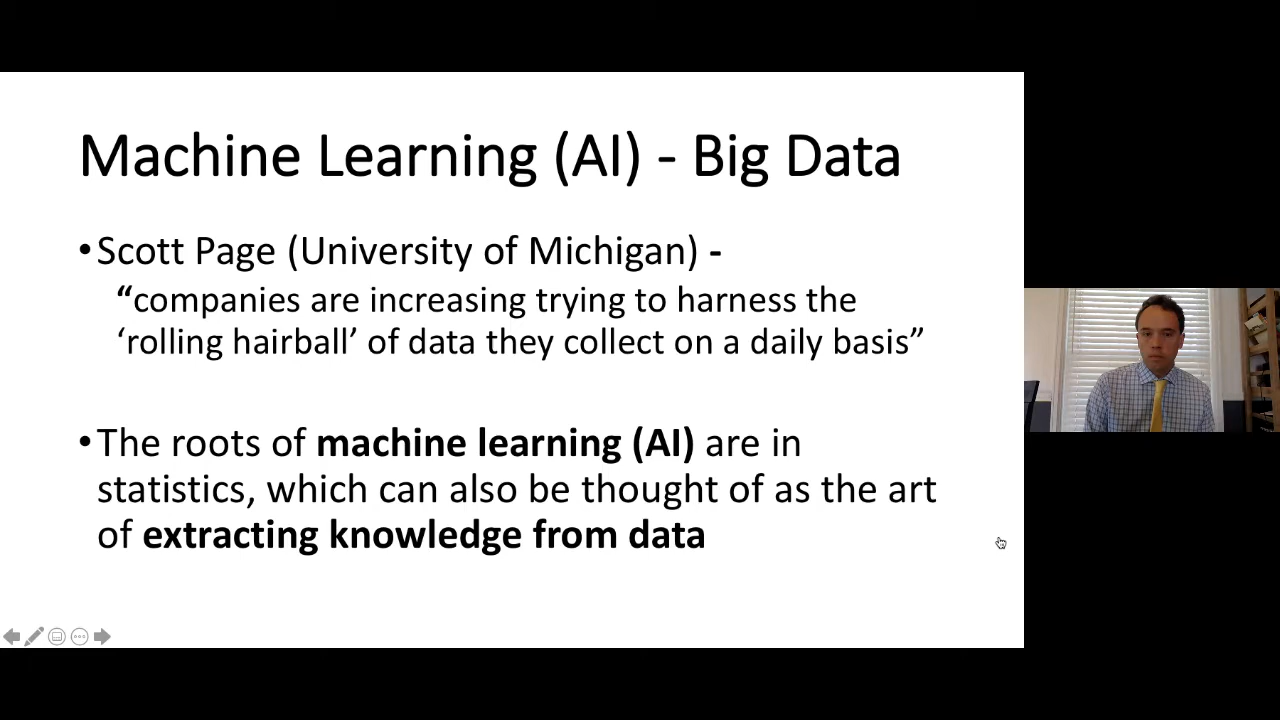 Machine Learning (AI) - Big Data
•Scott Page (University of Michigan) -
“companies are increasing trying to harness the
‘rolling hairball’ of data they collect on a daily basis”
•The roots of machine learning (AI) are in
statistics, which can also be thought of as the art
of extracting knowledge from data